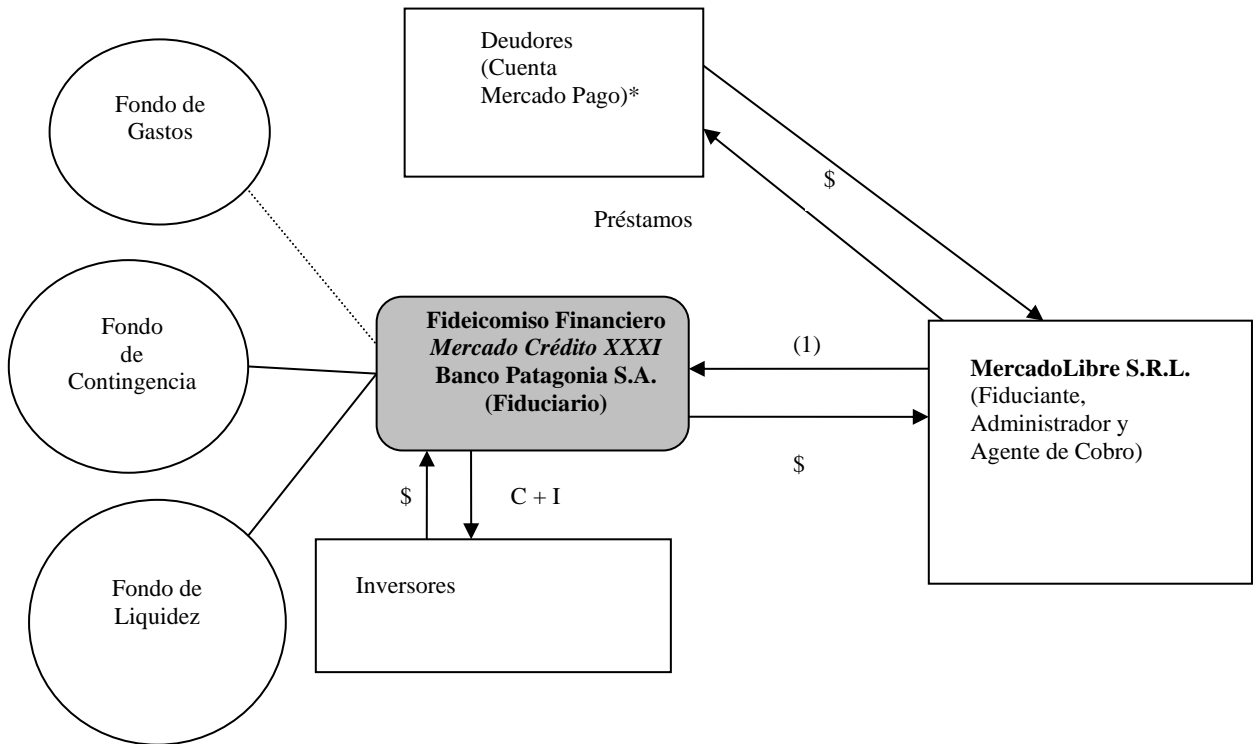 Deudores
(Cuenta
Mercado Pago)*
Fondo de
Gastos
$
Préstamos
Fondo
de
Contingencia
Fideicomiso Financiero
Mercado Crédito XXXI
Banco Patagonia S.A.
(Fiduciario)
(1)
MercadoLibre S.R.L.
(Fiduciante,
Administrador y
Agente de Cobro)
$
$
C + I
Fondo de
Liquidez
Inversores